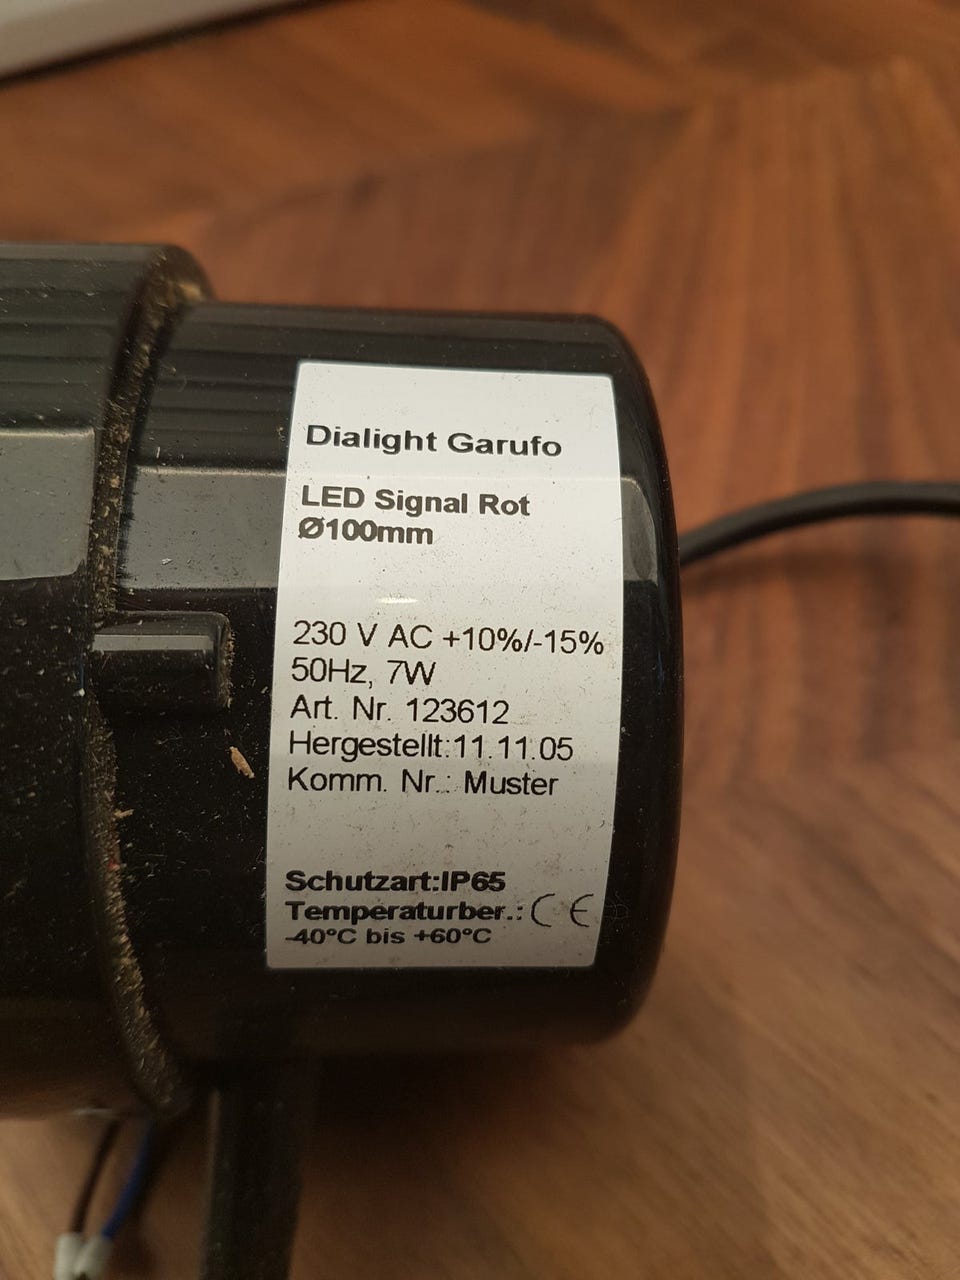 Dialight Garufo
LED Signal Rot
Ø100mm
230 V AC +10%/-15%
50Hz, 7W
Art. Nr. 123612
Hergestellt:11.11.05
Komm. Nr.: Muster
Schutzart:IP65
Temperaturber.: CE
-40°C bis +60°C